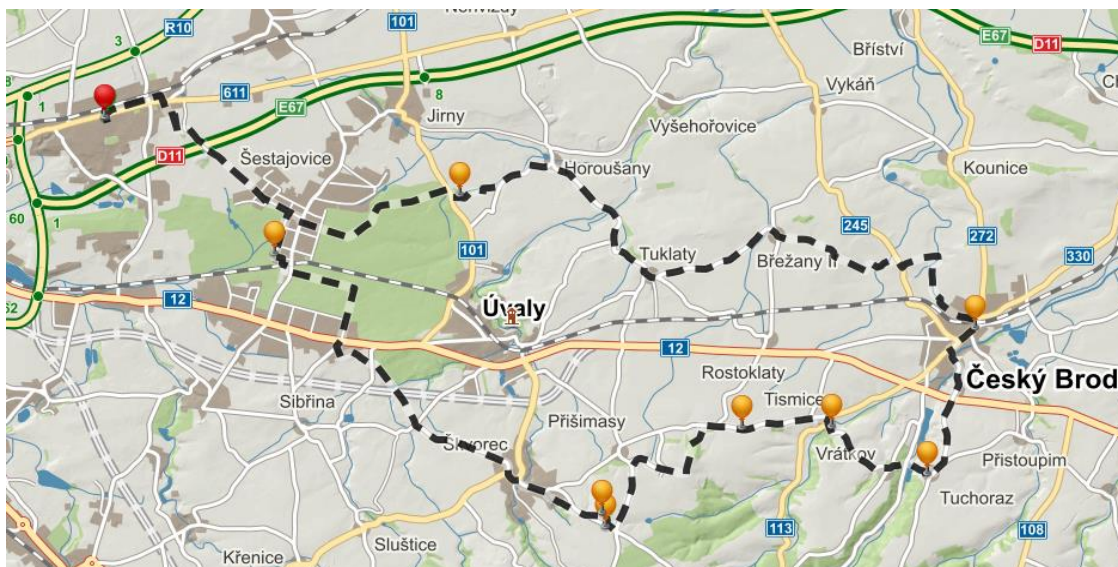 Nehvizdy
101
R10
3
E67
D11
Bříství
8
1
611
E67
8
Vykáň
Jirny
Vyšehořovice
D11
Šestajovice
Horoušany
Kounice
60
1
101
245
272
Tuklaty
Břežany II
330
12
Úvaly
12
Rostoklaty
Český Brod
Sibřina
Tismice
Přišimasy
Škvorec
Vrátkov
Přistoupim
Tuchoraz
113
108
Sluštice
Křenice